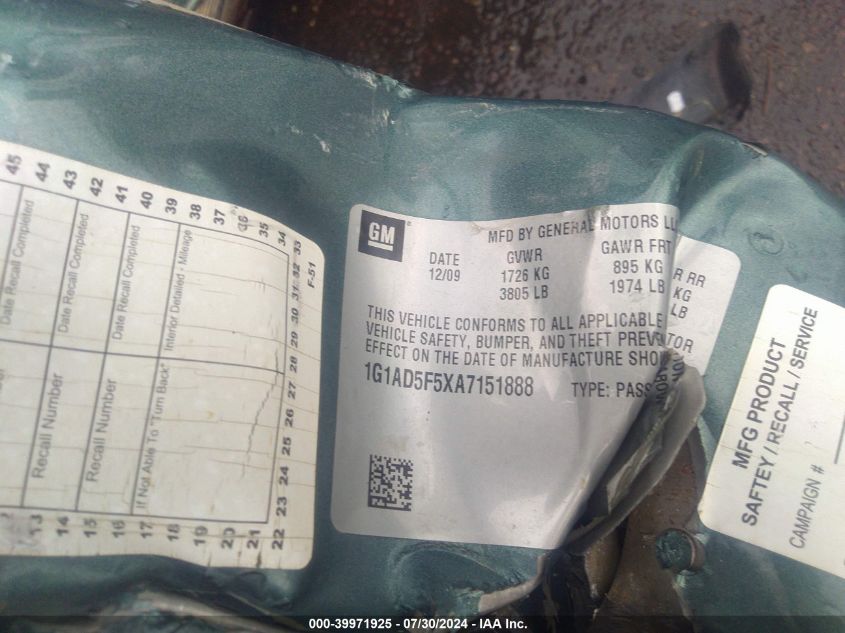 45 44 43 42 41 40 39 38 37 36 35 34 33 32 31 30 29 28 27 26 25 24 23 22 21 20 19 18 17 16 15 14 13
F-51
Date Recall Completed
Date Recall Completed
Date Recall Completed
Interior Detailed - Mileage
Recall Number
Recall Number
If Not Able To "Turn Back"
GM
MFD BY GENERAL MOTORS LL
DATE GVWR GAWR FRT
12/09 1726 KG 895 KG
3805 LB 1974 LB
R RR
KG
LB
THIS VEHICLE CONFORMS TO ALL APPLICABLE
VEHICLE SAFETY, BUMPER, AND THEFT PREV
EFFECT ON THE DATE OF MANUFACTURE SHO
1G1AD5F5XA7151888 TYPE: PASS
MFG PRODUCT
SAFTEY / RECALL / SERVICE
CAMPAIGN #
000-39971925 - 07/30/2024 - IAA Inc.